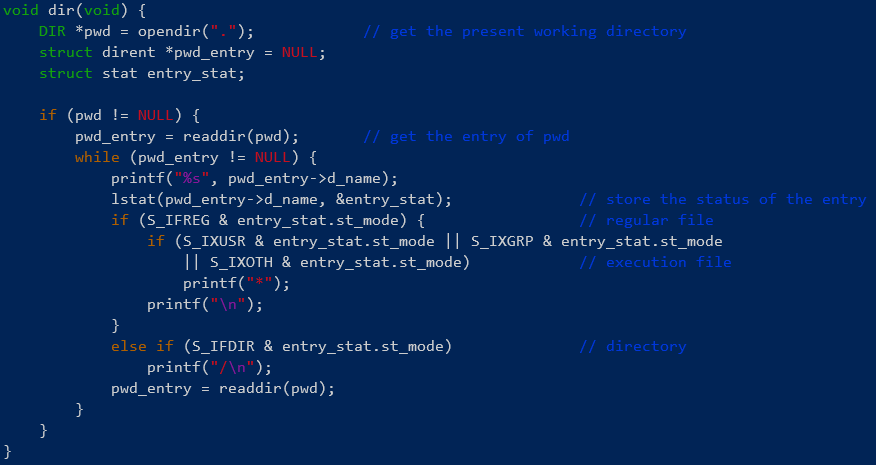 void dir(void) {
    DIR *pwd = opendir(".");            // get the present working directory
    struct dirent *pwd_entry = NULL;
    struct stat entry_stat;

    if (pwd != NULL) {
        pwd_entry = readdir(pwd);       // get the entry of pwd
        while (pwd_entry != NULL) {
            printf("%s", pwd_entry->d_name);
            lstat(pwd_entry->d_name, &entry_stat);              // store the status of the entry
            if (S_IFREG & entry_stat.st_mode) {                 // regular file
                if (S_IXUSR & entry_stat.st_mode || S_IXGRP & entry_stat.st_mode
                    || S_IXOTH & entry_stat.st_mode)            // execution file
                    printf("*");
                printf("\n");
            }
            else if (S_IFDIR & entry_stat.st_mode)              // directory
                printf("/\n");
            pwd_entry = readdir(pwd);
        }
    }
}